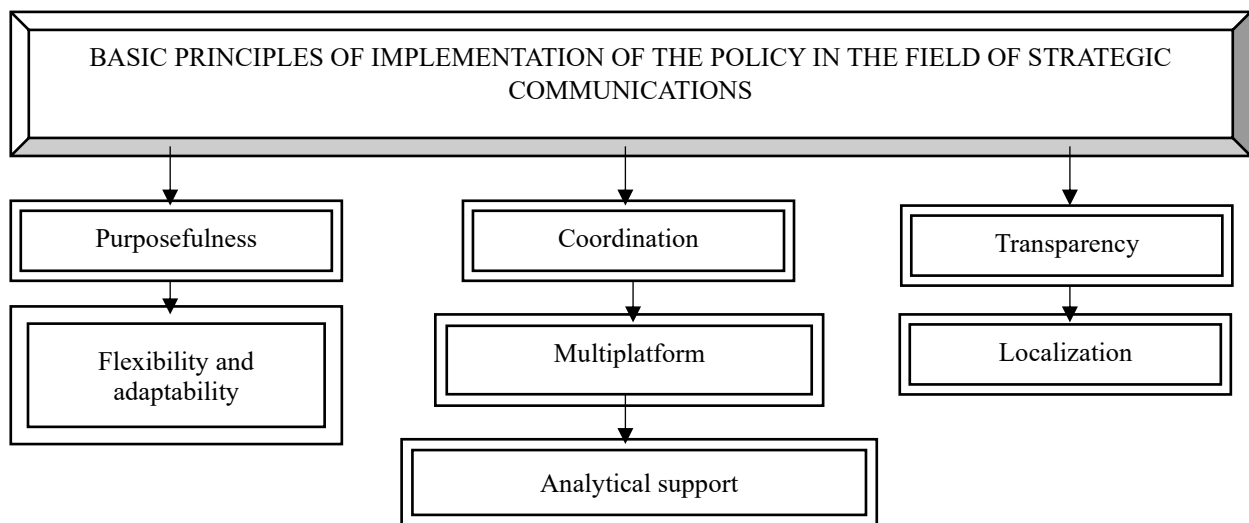 BASIC PRINCIPLES OF IMPLEMENTATION OF THE POLICY IN THE FIELD OF STRATEGIC
COMMUNICATIONS
Purposefulness
Coordination
Transparency
Flexibility and
adaptability
Multiplatform
Localization
Analytical support